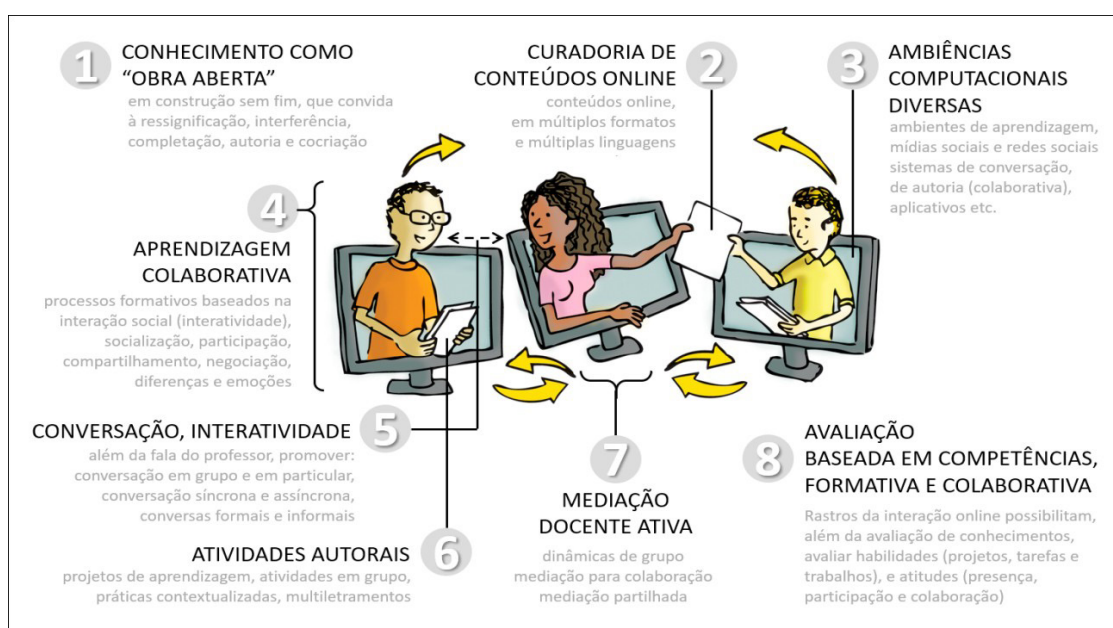 1
CONHECIMENTO COMO
“OBRA ABERTA”
em construção sem fim, que convida
à ressignificação, interferência,
completação, autoria e cocriação
CURADORIA DE
CONTEÚDOS ONLINE
2
conteúdos online,
em múltiplos formatos
e múltiplas linguagens
3
AMBIÊNCIAS
COMPUTACIONAIS
DIVERSAS
ambientes de aprendizagem,
mídias sociais e redes sociais
sistemas de conversação,
de autoria (colaborativa),
aplicativos etc.
4
APRENDIZAGEM
COLABORATIVA
processos formativos baseados na
interação social (interatividade),
socialização, participação,
compartilhamento, negociação,
diferenças e emoções
CONVERSAÇÃO, INTERATIVIDADE
5
além da fala do professor, promover:
conversação em grupo e em particular,
conversação síncrona e assíncrona,
conversas formais e informais
ATIVIDADES AUTORAIS
6
projetos de aprendizagem, atividades em grupo,
práticas contextualizadas, multiletramentos
7
MEDIAÇÃO
DOCENTE ATIVA
dinâmicas de grupo
mediação para colaboração
mediação partilhada
8
AVALIAÇÃO
BASEADA EM COMPETÊNCIAS,
FORMATIVA E COLABORATIVA
Rastros da interação online possibilitam,
além da avaliação de conhecimentos,
avaliar habilidades (projetos, tarefas e
trabalhos), e atitudes (presença,
participação e colaboração)